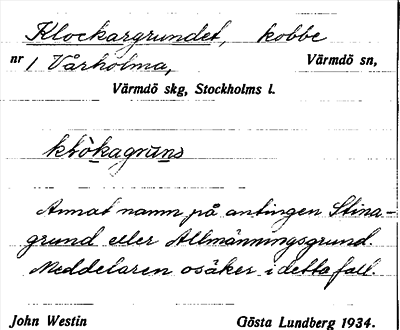 Klockargrundet, kobbe
nr 1 Vårholma, Värmdö sn,
Värmdö skg, Stockholms l.
Annat namn på antingen Stina-
grund eller Allmänningsgrund.
Meddelaren osäker i detta fall.
John Westin Gösta Lundberg 1934.